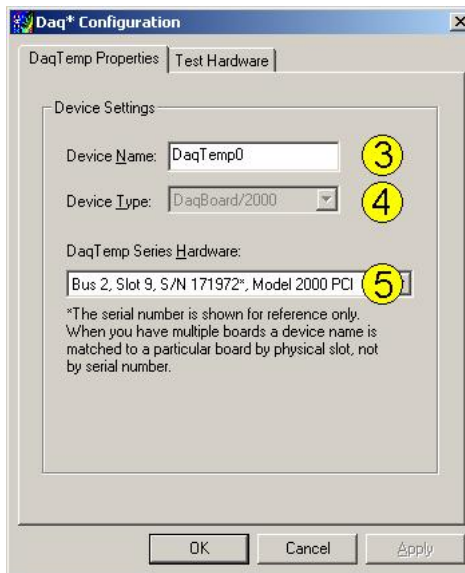 Daq* Configuration
DaqTemp Properties
Test Hardware
Device Settings
Device Name: DaqTemp0 3
Device Type: DaqBoard/2000 4
DaqTemp Series Hardware:
Bus 2, Slot 9, S/N 171972*, Model 2000 PCI 5
*The serial number is shown for reference only.
When you have multiple boards a device name is
matched to a particular board by physical slot, not
by serial number.
OK
Cancel
Apply